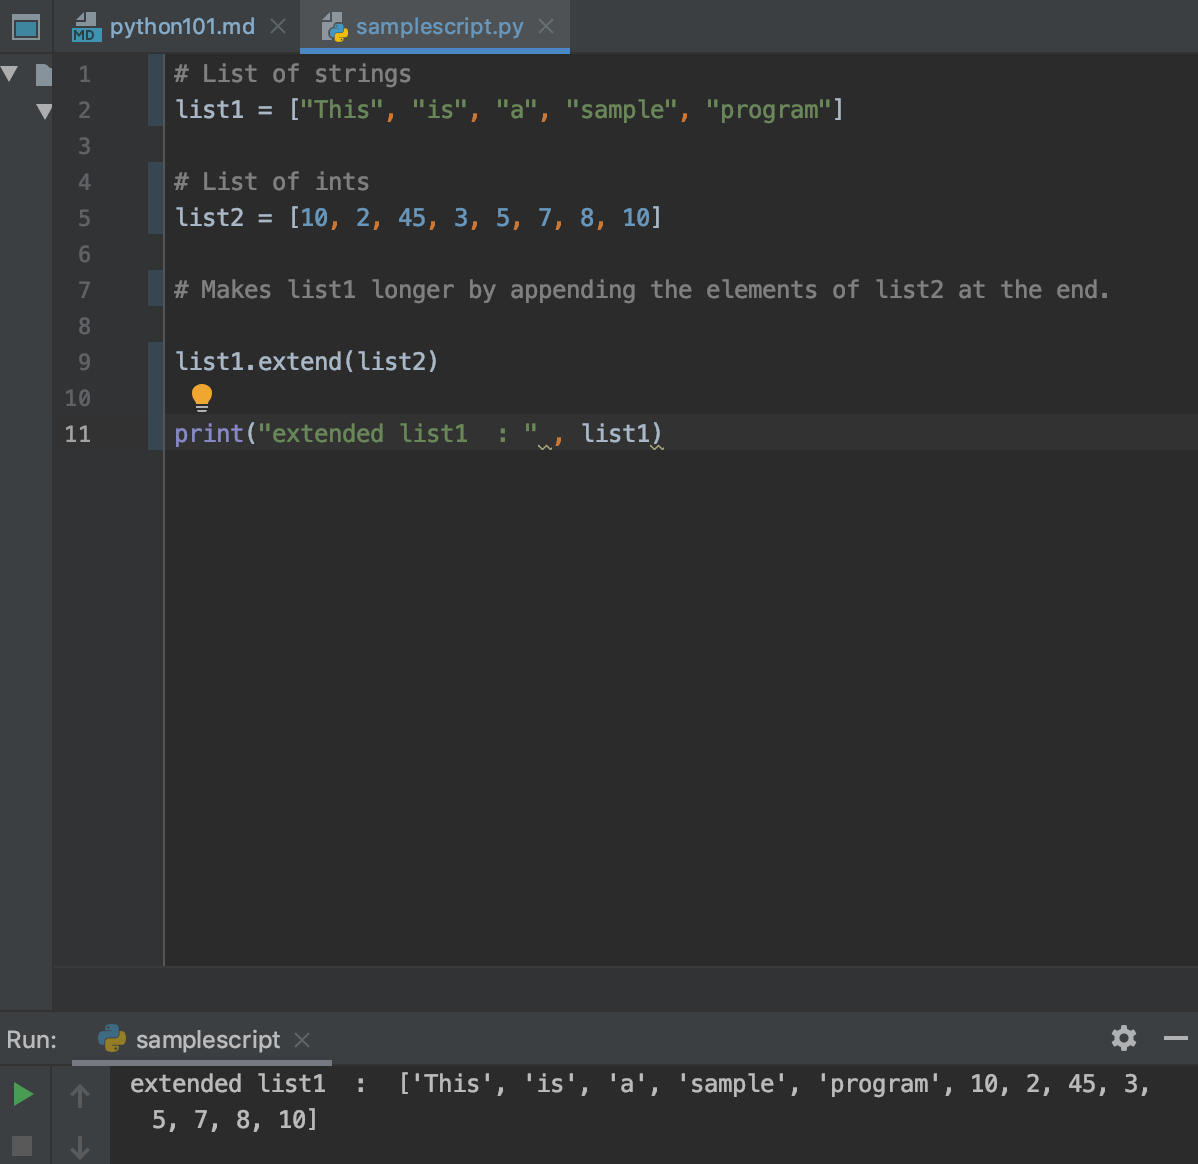 python101.md samplescript.py
MD
1 # List of strings
2 list1 = ["This", "is", "a", "sample", "program"]
3
4 # List of ints
5 list2 = [10, 2, 45, 3, 5, 7, 8, 10]
6
7 # Makes list1 longer by appending the elements of list2 at the end.
8
9 list1.extend(list2)
10
11 print("extended list1  : " , list1)
Run: samplescript
extended list1  :  ['This', 'is', 'a', 'sample', 'program', 10, 2, 45, 3,
5, 7, 8, 10]